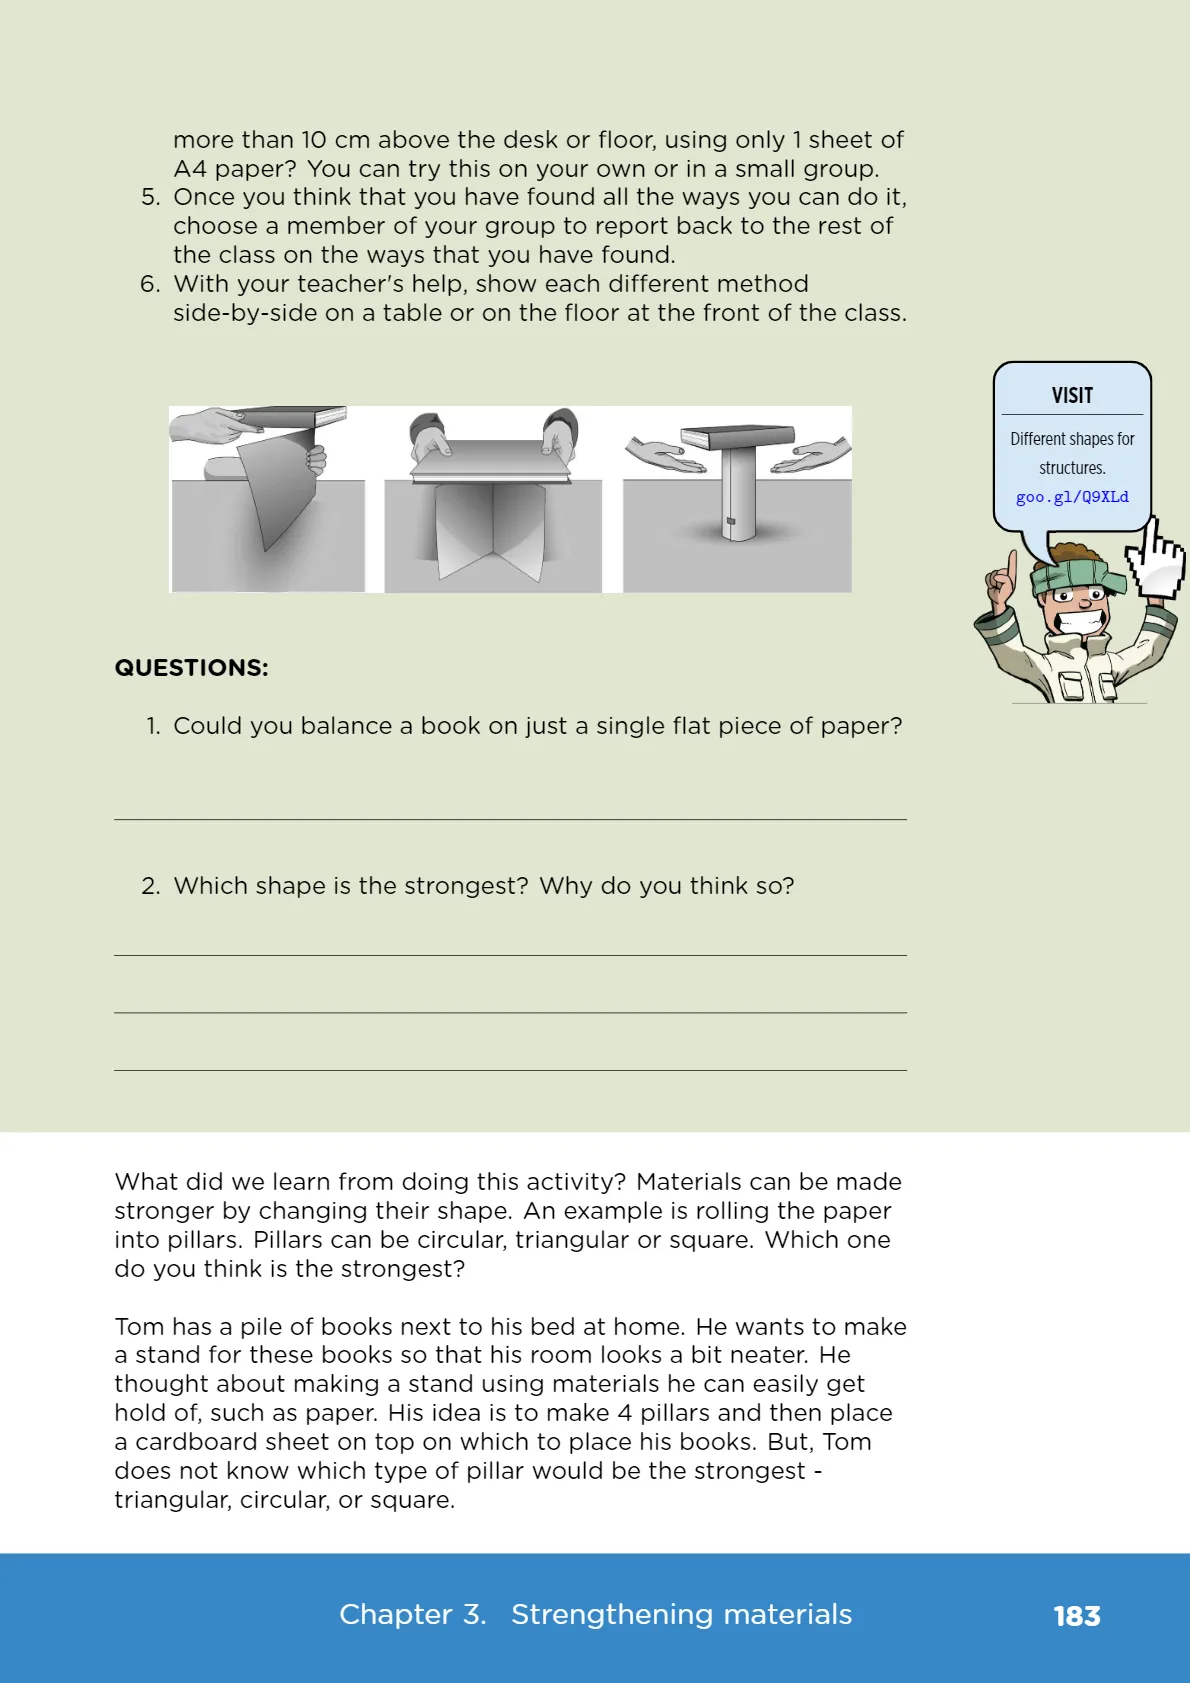 more than 10 cm above the desk or floor, using only 1 sheet of
A4 paper? You can try this on your own or in a small group.
5. Once you think that you have found all the ways you can do it,
choose a member of your group to report back to the rest of
the class on the ways that you have found.
6. With your teacher's help, show each different method
side-by-side on a table or on the floor at the front of the class.
VISIT
Different shapes for
structures.
goo.gl/Q9XLd
QUESTIONS:
1. Could you balance a book on just a single flat piece of paper?
2. Which shape is the strongest? Why do you think so?
What did we learn from doing this activity? Materials can be made
stronger by changing their shape. An example is rolling the paper
into pillars. Pillars can be circular, triangular or square. Which one
do you think is the strongest?
Tom has a pile of books next to his bed at home. He wants to make
a stand for these books so that his room looks a bit neater. He
thought about making a stand using materials he can easily get
hold of, such as paper. His idea is to make 4 pillars and then place
a cardboard sheet on top on which to place his books. But, Tom
does not know which type of pillar would be the strongest -
triangular, circular, or square.
Chapter 3. Strengthening materials
183